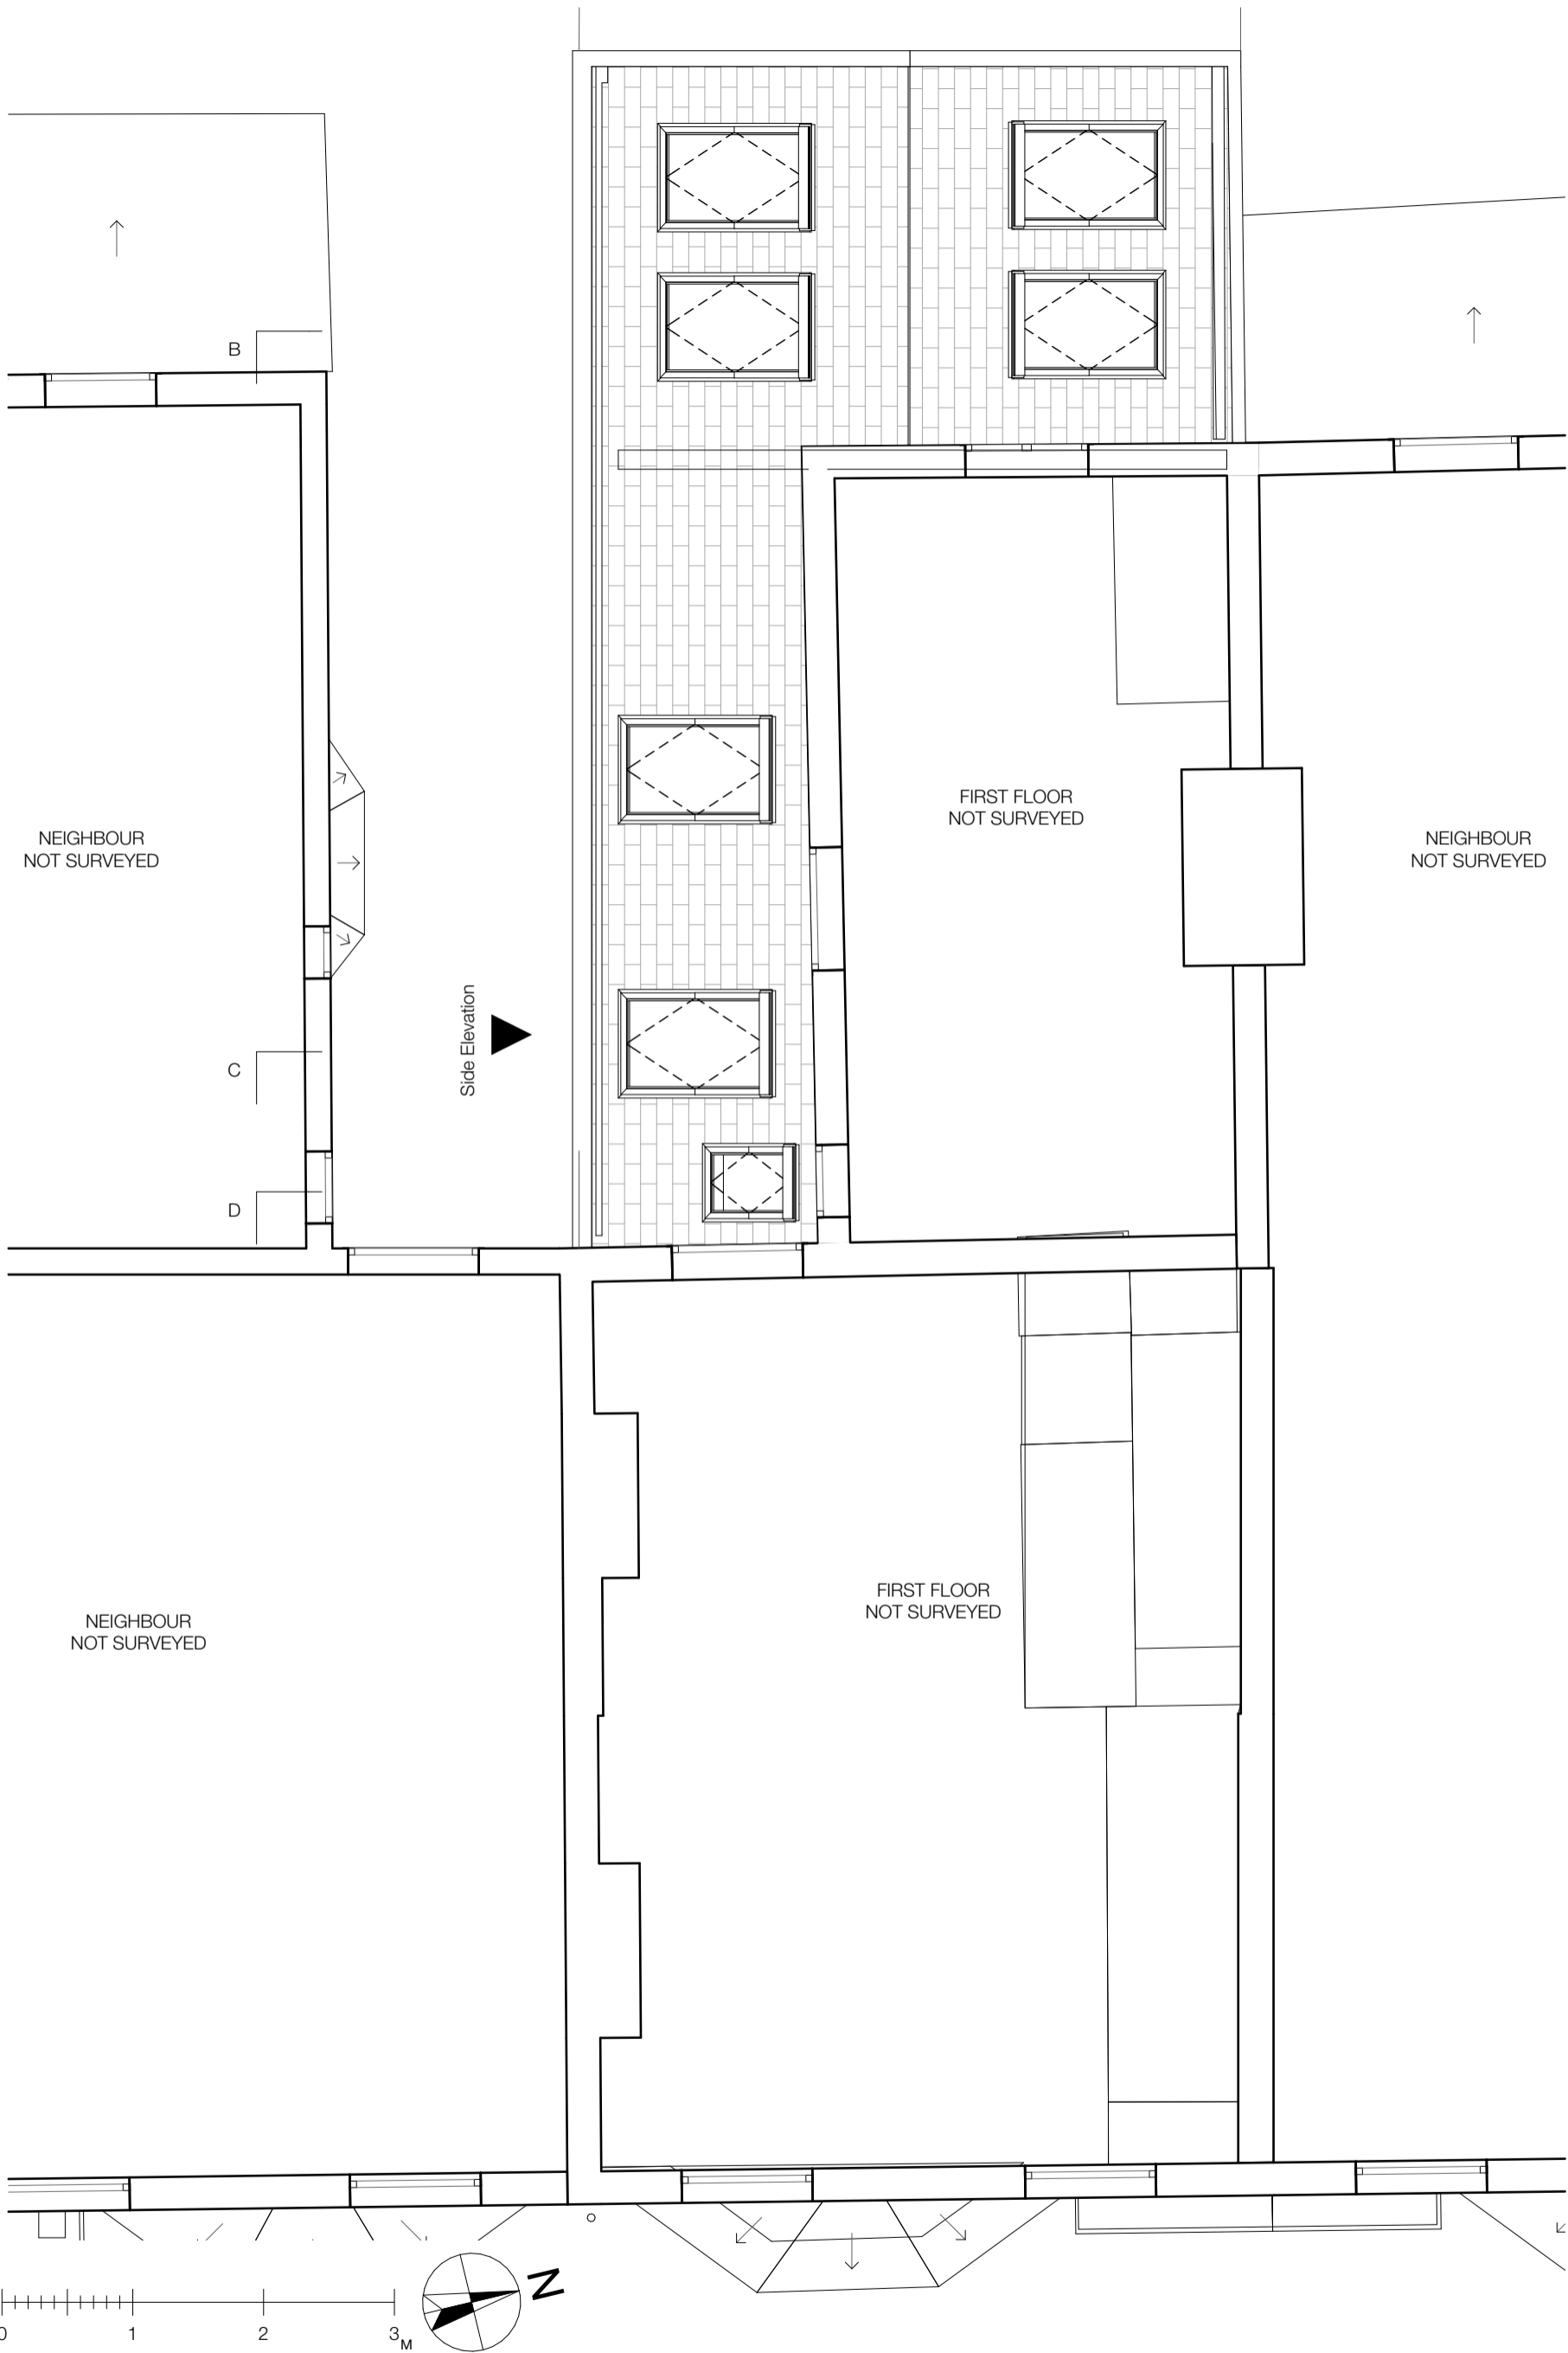 B
FIRST FLOOR
NOT SURVEYED
NEIGHBOUR
NOT SURVEYED
NEIGHBOUR
NOT SURVEYED
Side Elevation
C
D
FIRST FLOOR
NOT SURVEYED
NEIGHBOUR
NOT SURVEYED
N
0 1 2 3 M